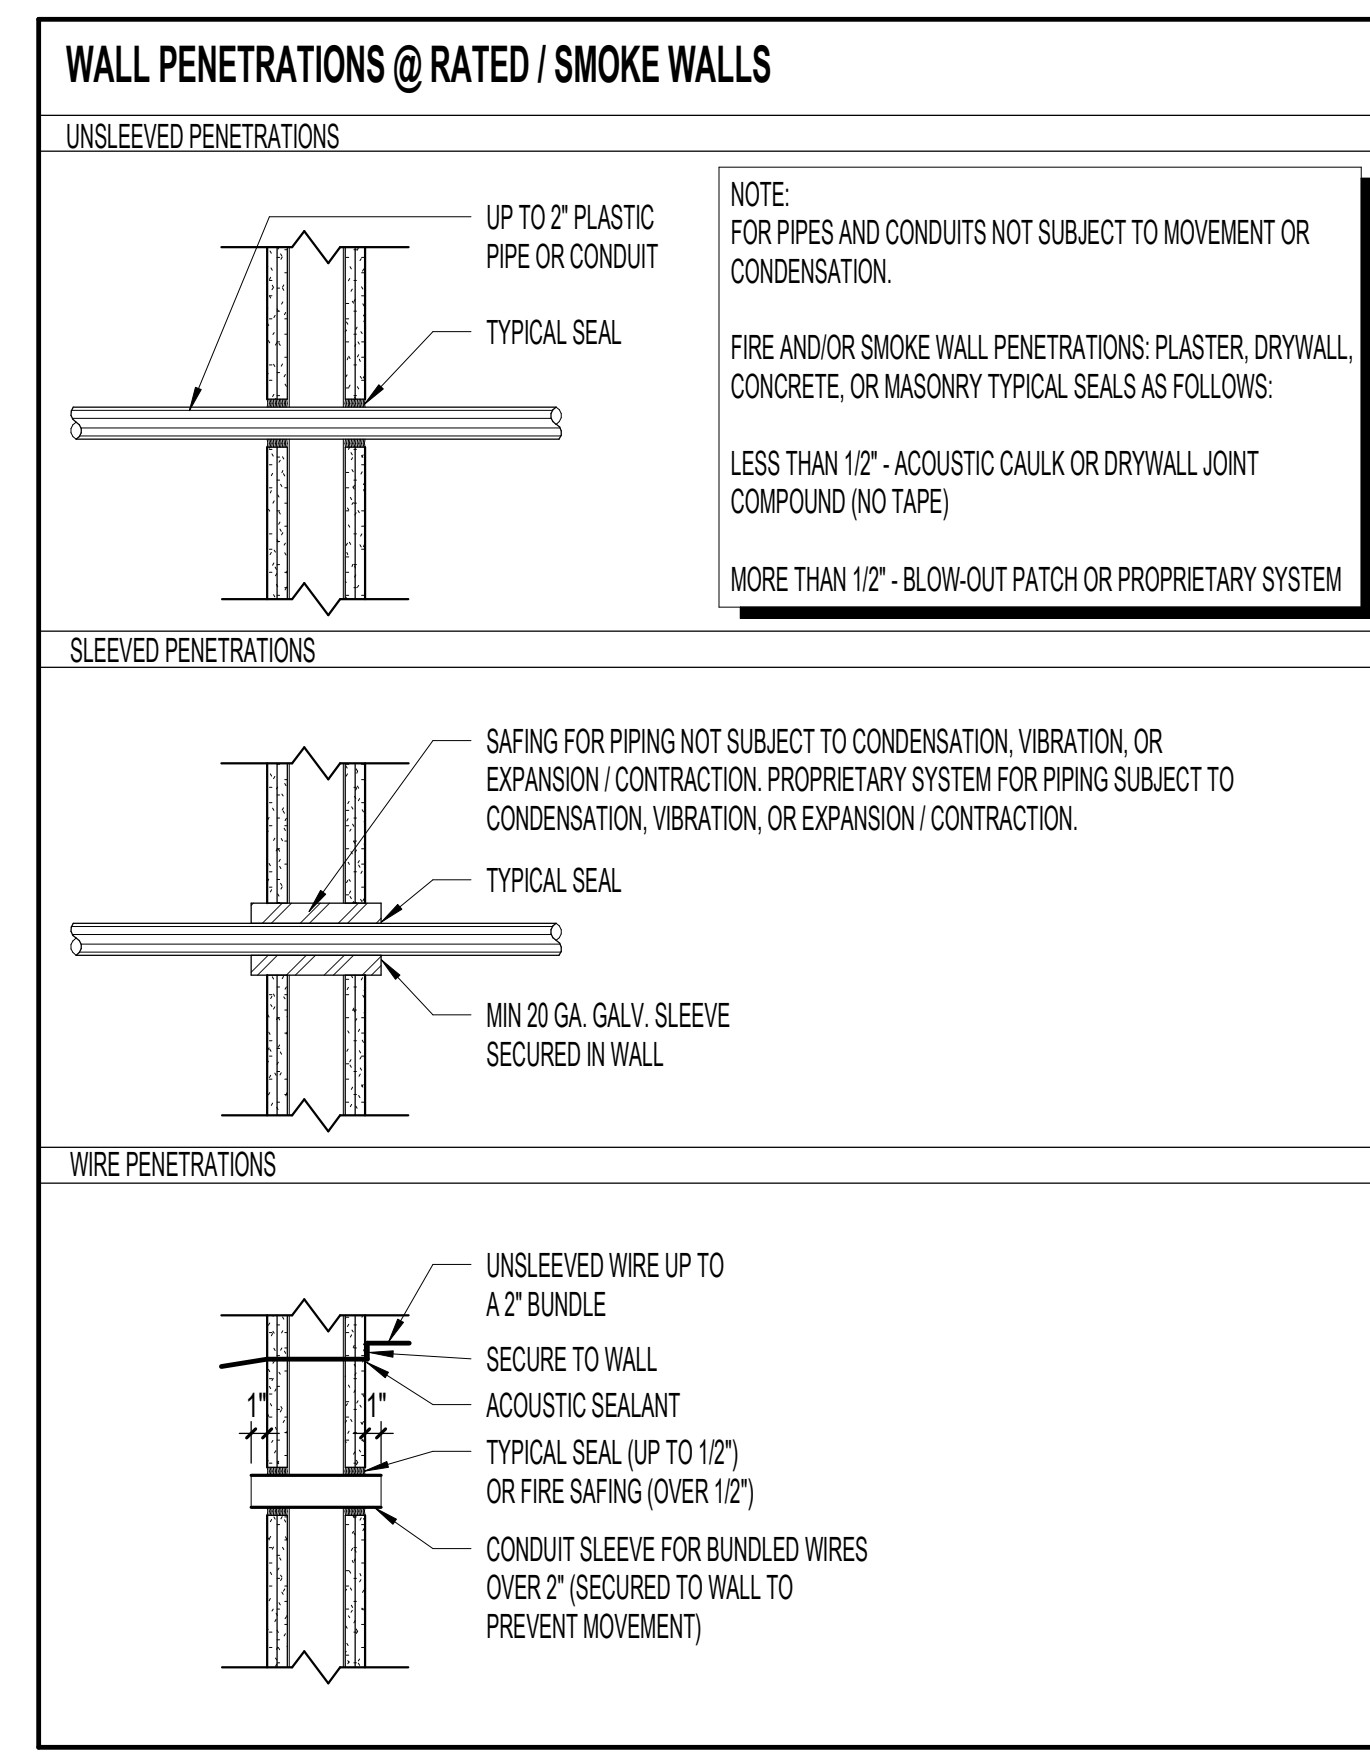 WALL PENETRATIONS @ RATED / SMOKE WALLS
UNSLEEVED PENETRATIONS
UP TO 2" PLASTIC
PIPE OR CONDUIT
TYPICAL SEAL
NOTE:
FOR PIPES AND CONDUITS NOT SUBJECT TO MOVEMENT OR
CONDENSATION.
FIRE AND/OR SMOKE WALL PENETRATIONS: PLASTER, DRYWALL,
CONCRETE, OR MASONRY TYPICAL SEALS AS FOLLOWS:
LESS THAN 1/2" - ACOUSTIC CAULK OR DRYWALL JOINT
COMPOUND (NO TAPE)
MORE THAN 1/2" - BLOW-OUT PATCH OR PROPRIETARY SYSTEM
SLEEVED PENETRATIONS
SAFING FOR PIPING NOT SUBJECT TO CONDENSATION, VIBRATION, OR
EXPANSION / CONTRACTION. PROPRIETARY SYSTEM FOR PIPING SUBJECT TO
CONDENSATION, VIBRATION, OR EXPANSION / CONTRACTION.
TYPICAL SEAL
MIN 20 GA. GALV. SLEEVE
SECURED IN WALL
WIRE PENETRATIONS
UNSLEEVED WIRE UP TO
A 2" BUNDLE
SECURE TO WALL
1" 1"
ACOUSTIC SEALANT
TYPICAL SEAL (UP TO 1/2")
OR FIRE SAFING (OVER 1/2")
CONDUIT SLEEVE FOR BUNDLED WIRES
OVER 2" (SECURED TO WALL TO
PREVENT MOVEMENT)